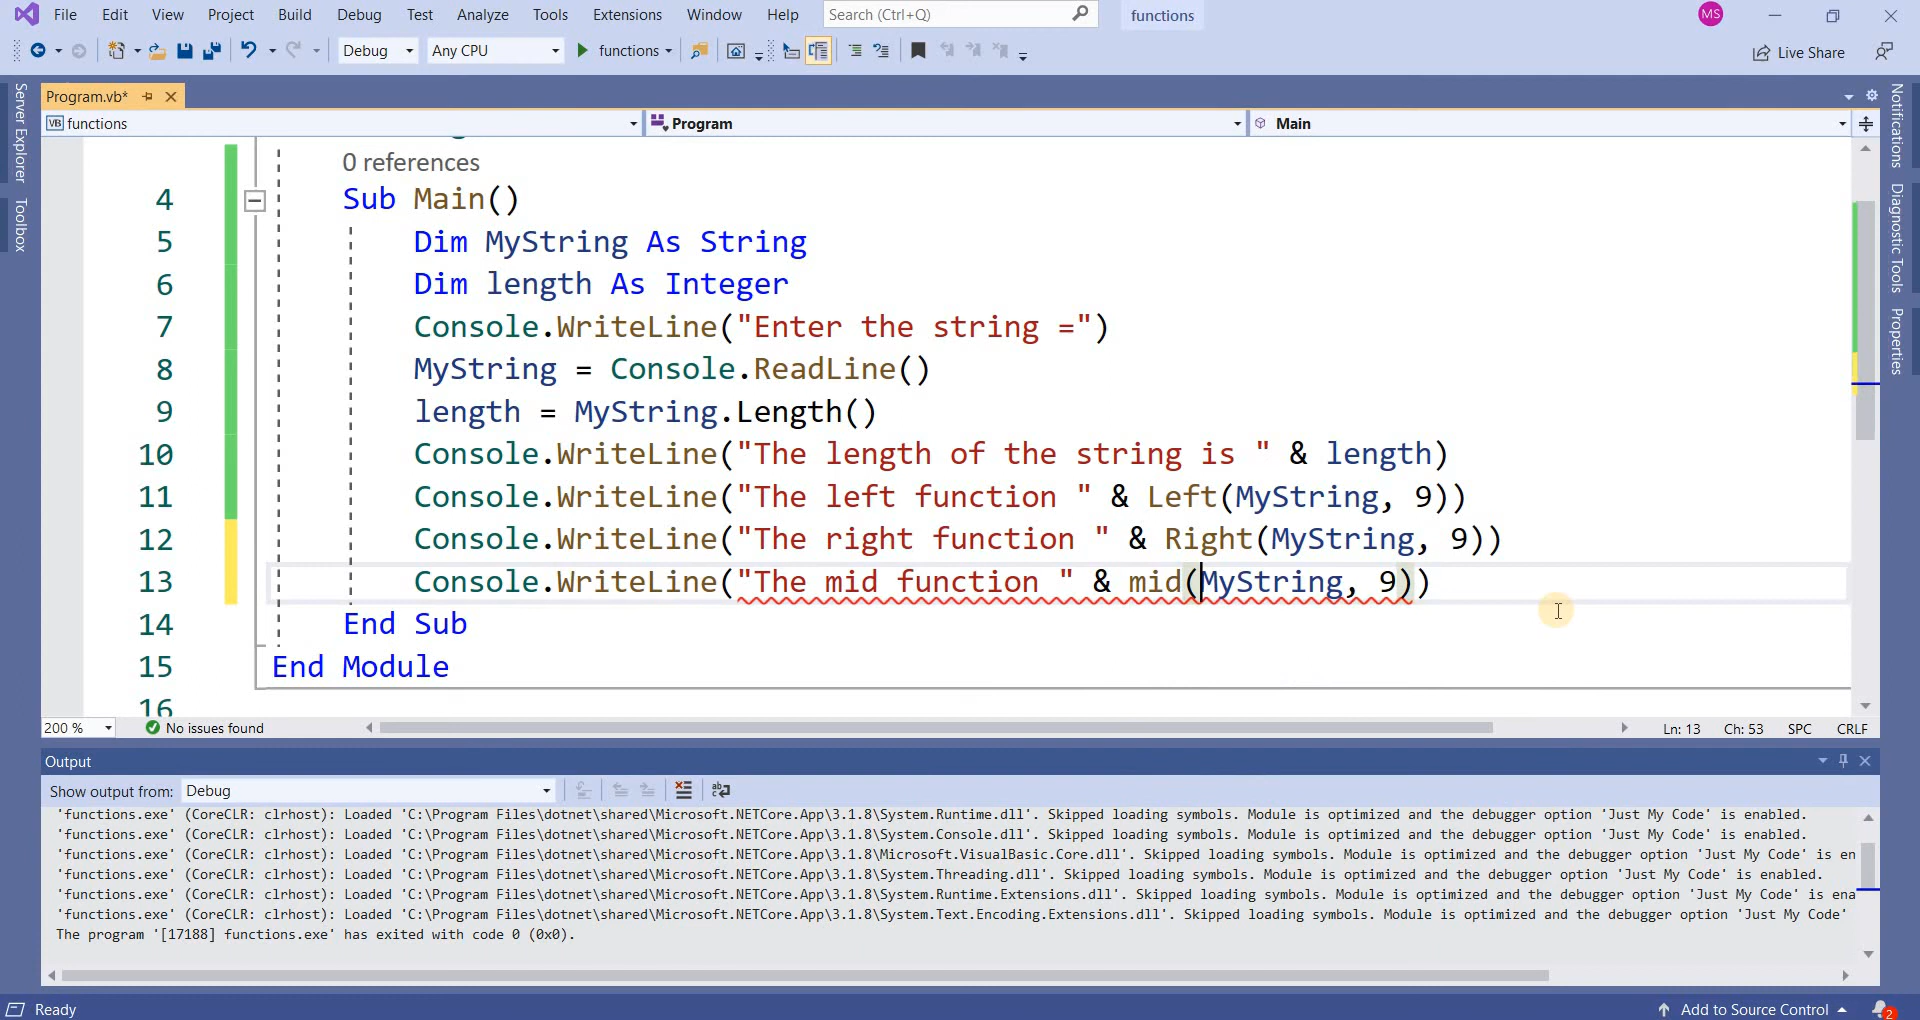 File Edit View Project Build Debug Test Analyze Tools Extensions Window Help Search (Ctrl+Q) functions MS
Debug Any CPU functions Live Share
Program.vb*
VB functions Program Main
Server Explorer
Toolbox
Notifications
Diagnostic Tools
Properties
0 references
4 Sub Main()
5 Dim MyString As String
6 Dim length As Integer
7 Console.WriteLine("Enter the string =")
8 MyString = Console.ReadLine()
9 length = MyString.Length()
10 Console.WriteLine("The length of the string is " & length)
11 Console.WriteLine("The left function " & Left(MyString, 9))
12 Console.WriteLine("The right function " & Right(MyString, 9))
13 Console.WriteLine("The mid function " & mid(MyString, 9))
14 End Sub
15 End Module
16
200 % No issues found Ln: 13 Ch: 53 SPC CRLF
Output
Show output from: Debug
'functions.exe' (CoreCLR: clrhost): Loaded 'C:\Program Files\dotnet\shared\Microsoft.NETCore.App\3.1.8\System.Runtime.dll'. Skipped loading symbols. Module is optimized and the debugger option 'Just My Code' is enabled.
'functions.exe' (CoreCLR: clrhost): Loaded 'C:\Program Files\dotnet\shared\Microsoft.NETCore.App\3.1.8\System.Console.dll'. Skipped loading symbols. Module is optimized and the debugger option 'Just My Code' is enabled.
'functions.exe' (CoreCLR: clrhost): Loaded 'C:\Program Files\dotnet\shared\Microsoft.NETCore.App\3.1.8\Microsoft.VisualBasic.Core.dll'. Skipped loading symbols. Module is optimized and the debugger option 'Just My Code' is en
'functions.exe' (CoreCLR: clrhost): Loaded 'C:\Program Files\dotnet\shared\Microsoft.NETCore.App\3.1.8\System.Threading.dll'. Skipped loading symbols. Module is optimized and the debugger option 'Just My Code' is enabled.
'functions.exe' (CoreCLR: clrhost): Loaded 'C:\Program Files\dotnet\shared\Microsoft.NETCore.App\3.1.8\System.Runtime.Extensions.dll'. Skipped loading symbols. Module is optimized and the debugger option 'Just My Code' is ena
'functions.exe' (CoreCLR: clrhost): Loaded 'C:\Program Files\dotnet\shared\Microsoft.NETCore.App\3.1.8\System.Text.Encoding.Extensions.dll'. Skipped loading symbols. Module is optimized and the debugger option 'Just My Code'
The program '[17188] functions.exe' has exited with code 0 (0x0).
Ready Add to Source Control 2